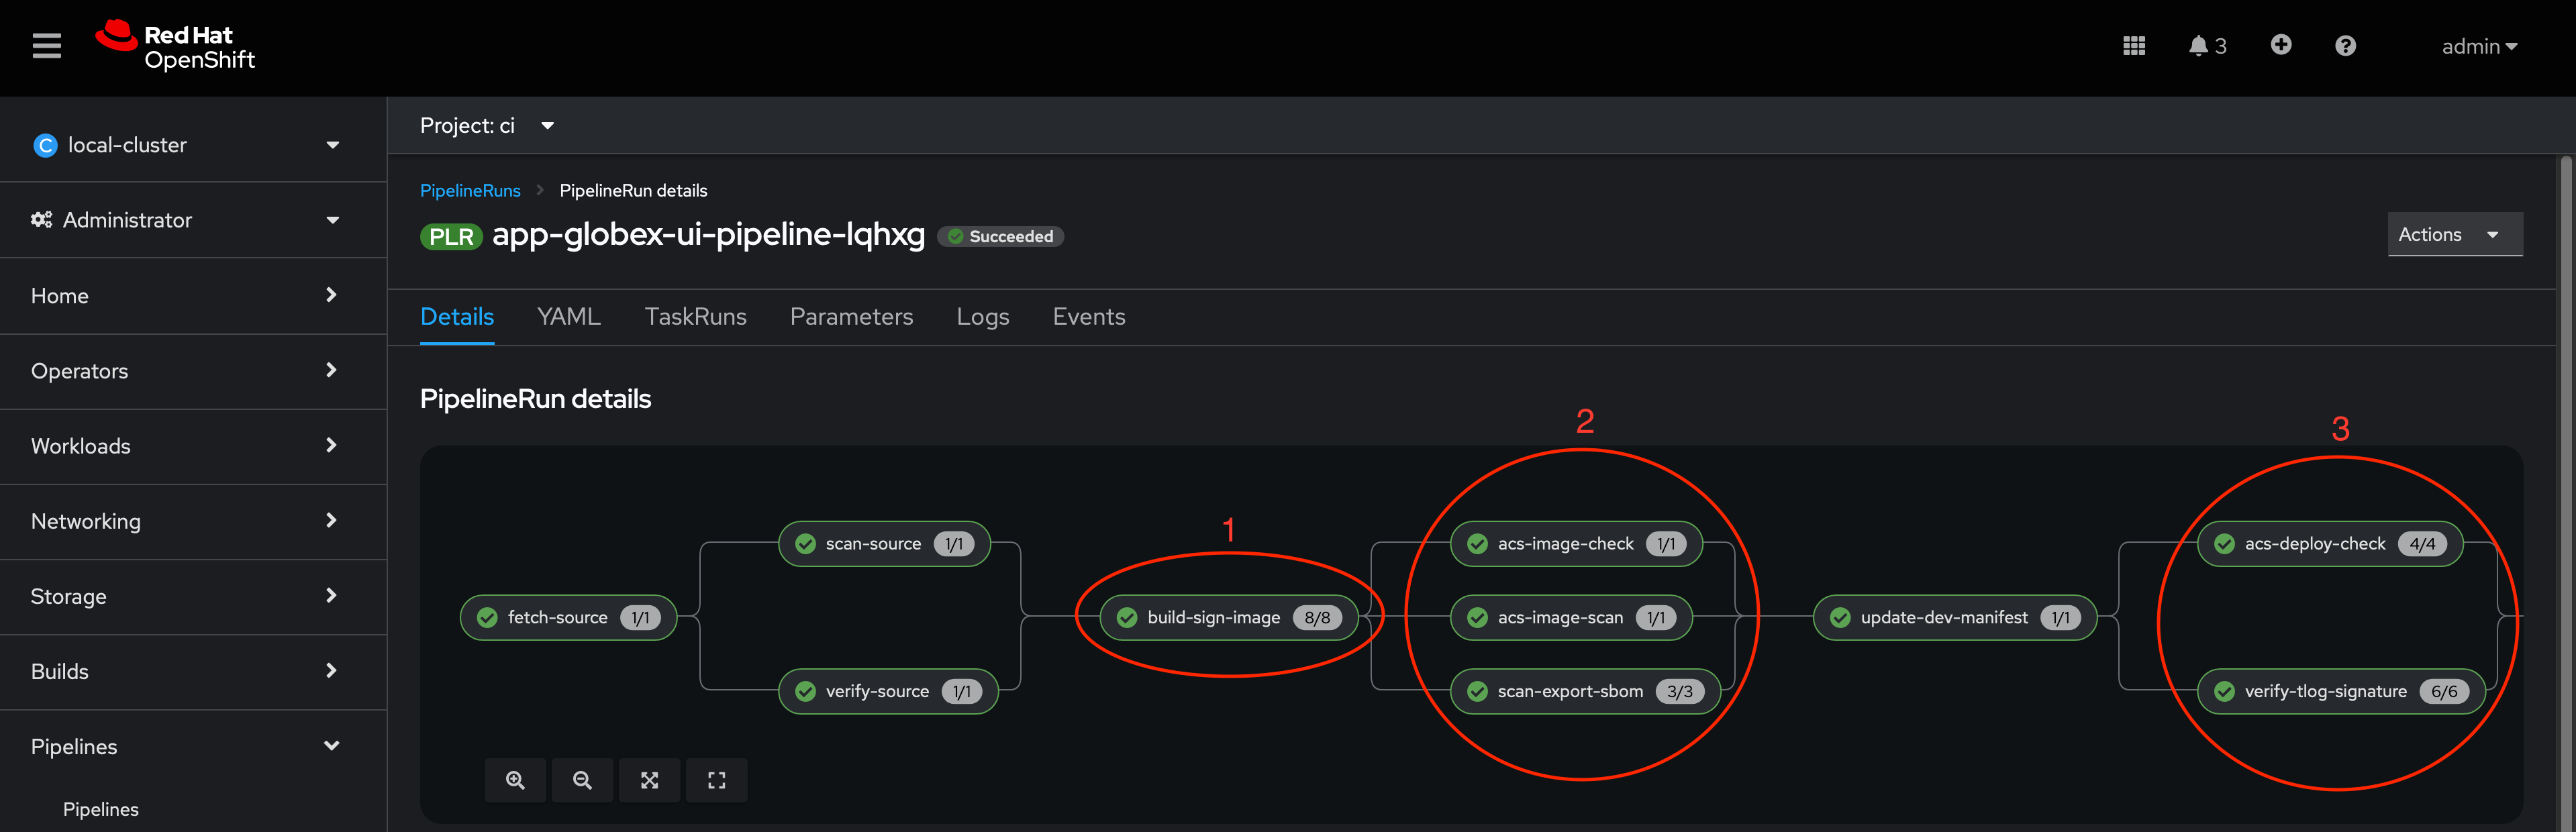 Red Hat
OpenShift
3
admin
C local-cluster
Administrator
Home
Operators
Workloads
Networking
Storage
Builds
Pipelines
Pipelines
Project: ci
PipelineRuns
PipelineRun details
PLR app-globex-ui-pipeline-lqhxg Succeeded
Actions
Details YAML TaskRuns Parameters Logs Events
PipelineRun details
fetch-source 1/1
scan-source 1/1
verify-source 1/1
1
build-sign-image 8/8
2
acs-image-check 1/1
acs-image-scan 1/1
scan-export-sbom 3/3
update-dev-manifest 1/1
3
acs-deploy-check 4/4
verify-tlog-signature 6/6